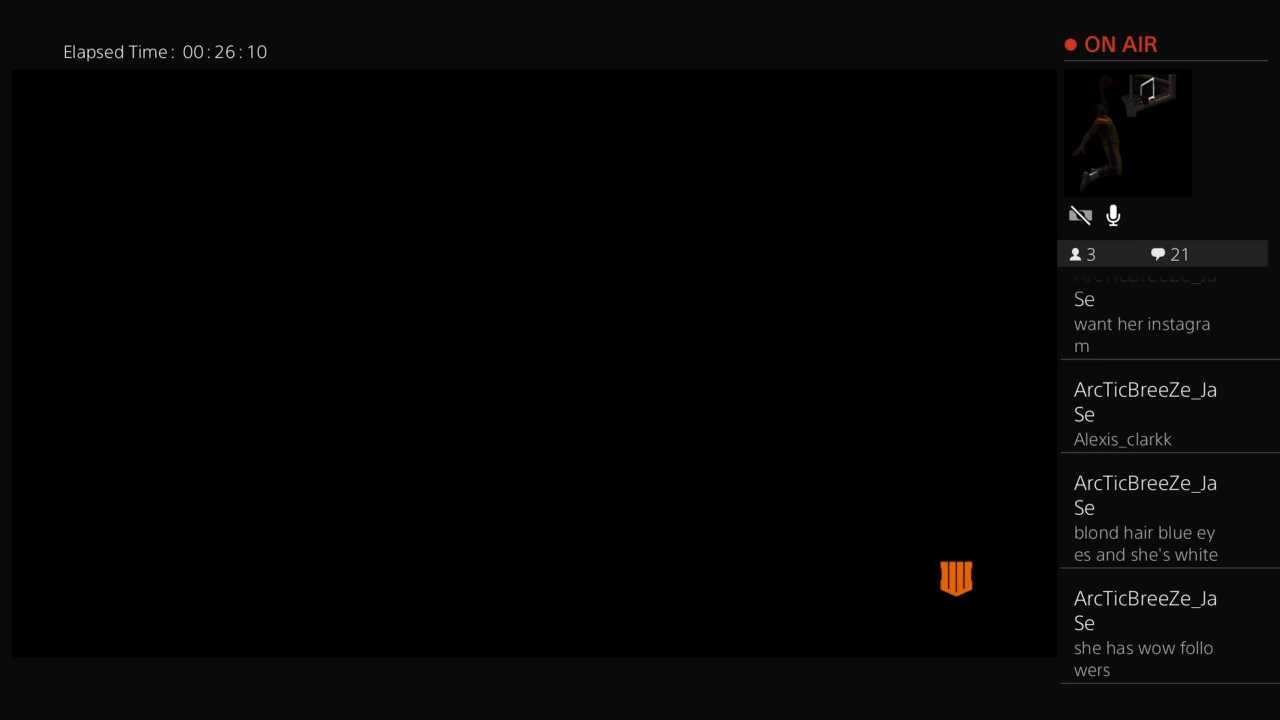 Elapsed Time: 00:26:10
ON AIR
3 21
ArcTicBreeZe_Ja
Se
want her instagra
m
ArcTicBreeZe_Ja
Se
Alexis_clarkk
ArcTicBreeZe_Ja
Se
blond hair blue ey
es and she's white
ArcTicBreeZe_Ja
Se
she has wow follo
wers